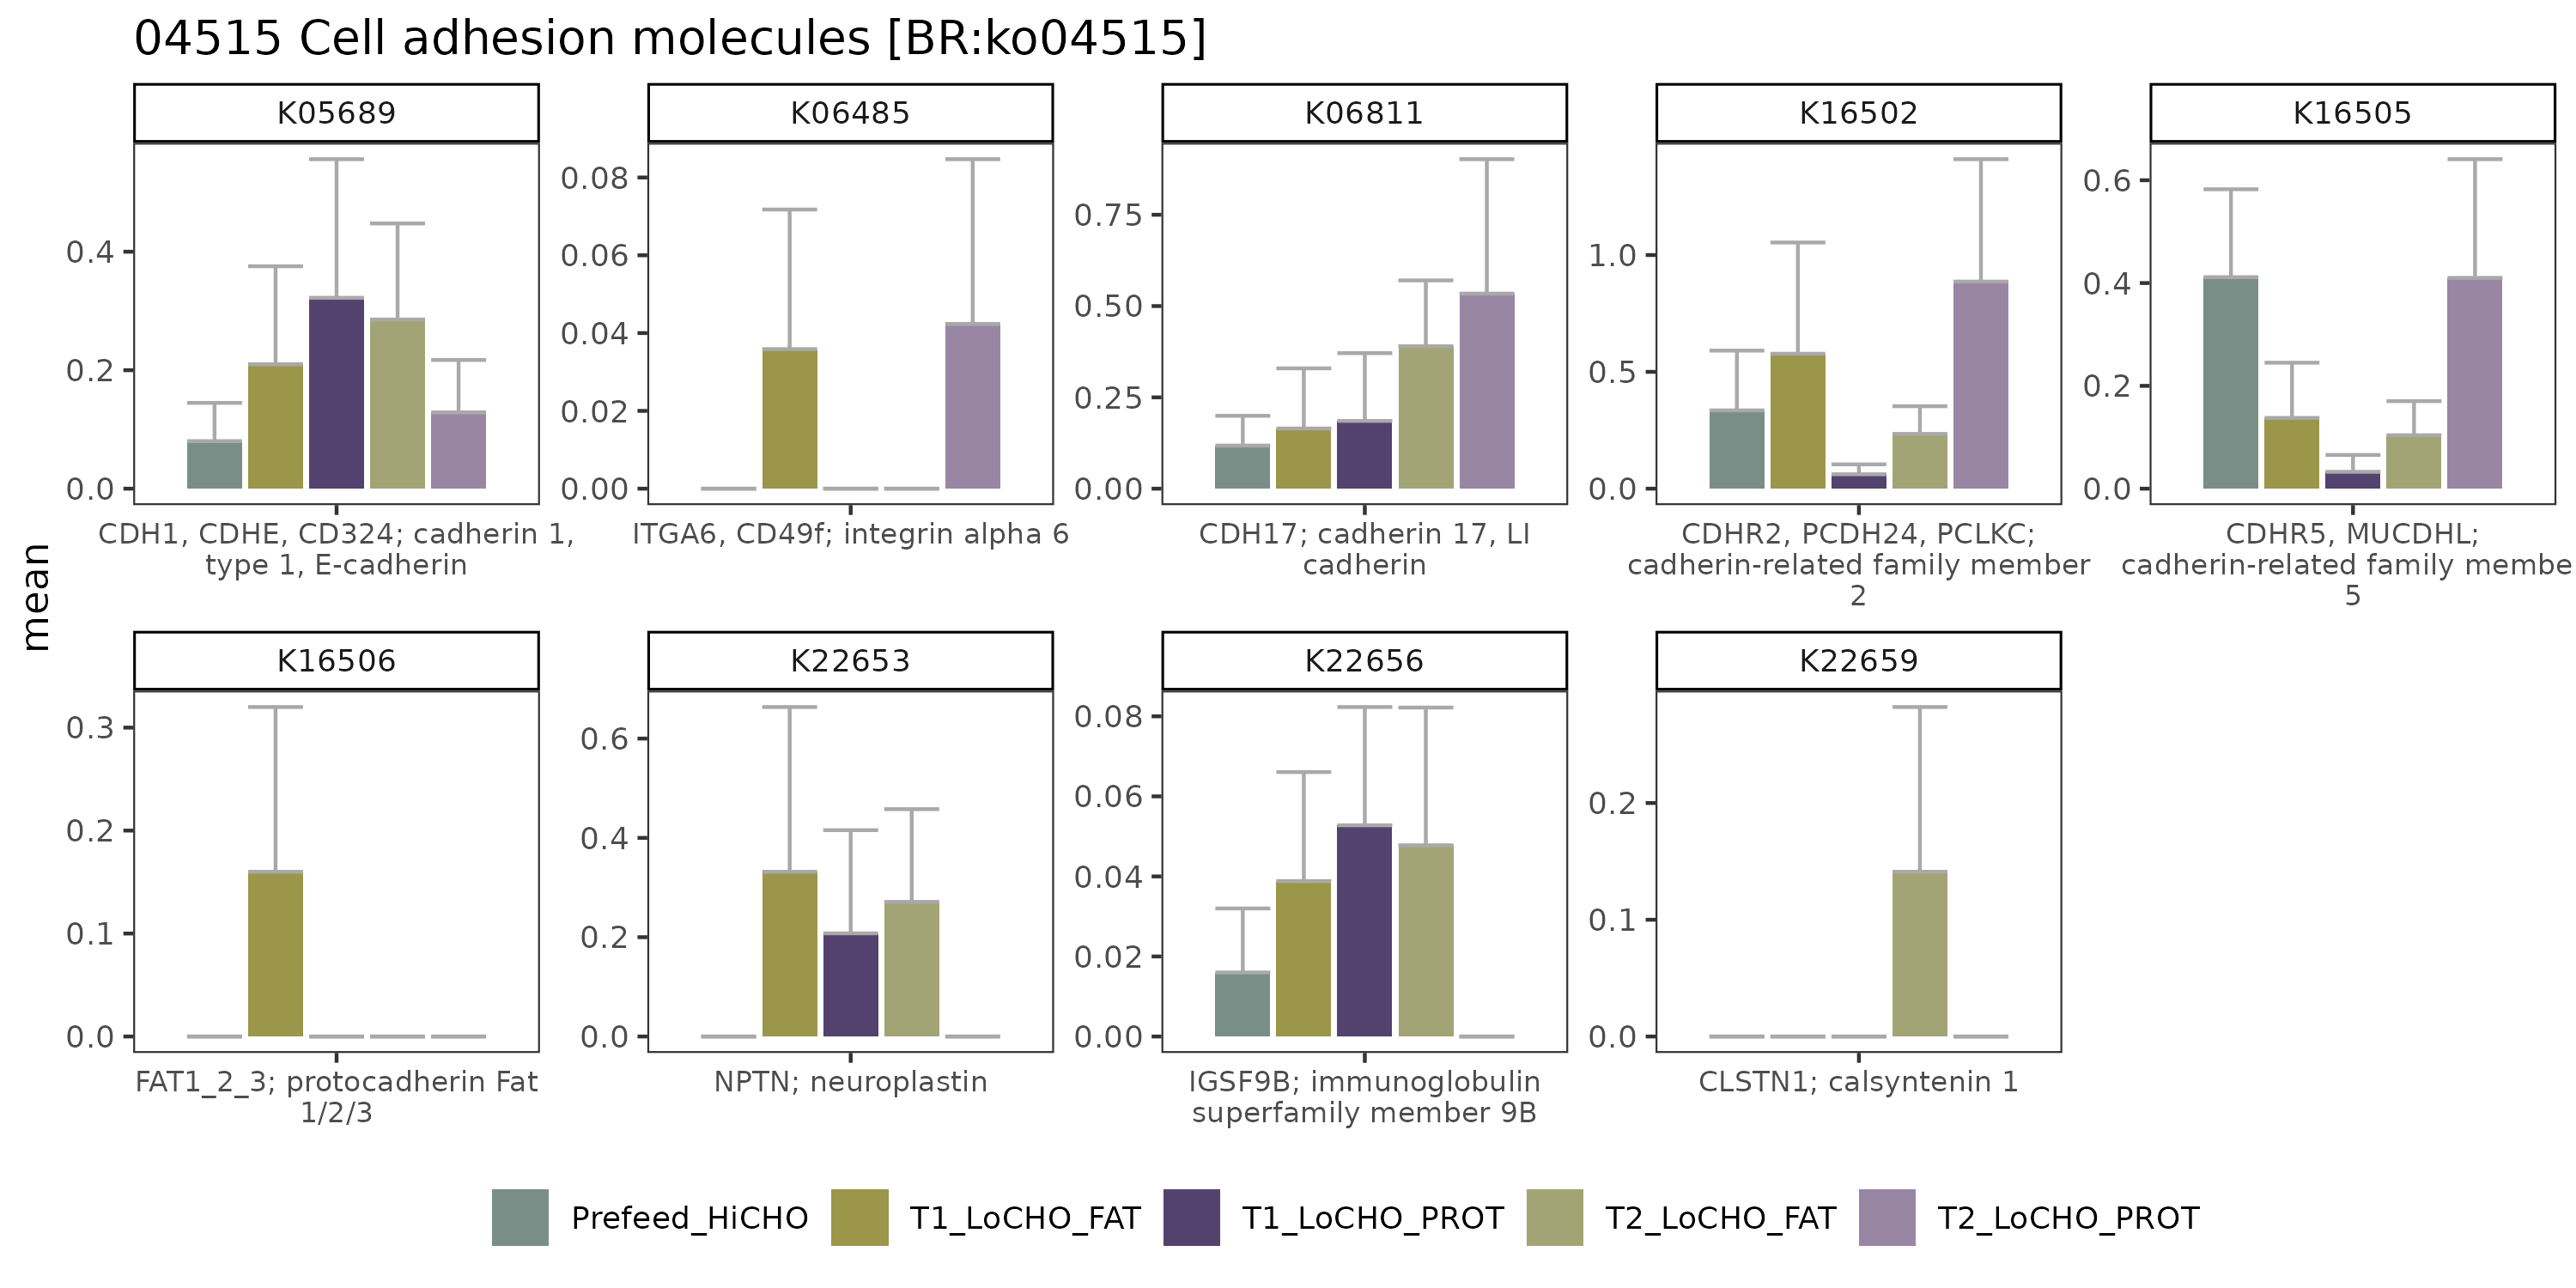 04515 Cell adhesion molecules [BR:ko04515]
mean
K05689
0.4
0.2
0.0
CDH1, CDHE, CD324; cadherin 1,
type 1, E-cadherin
K06485
0.08
0.06
0.04
0.02
0.00
ITGA6, CD49f; integrin alpha 6
K06811
0.75
0.50
0.25
0.00
CDH17; cadherin 17, LI
cadherin
K16502
1.0
0.5
0.0
CDHR2, PCDH24, PCLKC;
cadherin-related family member
2
K16505
0.6
0.4
0.2
0.0
CDHR5, MUCDHL;
cadherin-related family membe
5
K16506
0.3
0.2
0.1
0.0
FAT1_2_3; protocadherin Fat
1/2/3
K22653
0.6
0.4
0.2
0.0
NPTN; neuroplastin
K22656
0.08
0.06
0.04
0.02
0.00
IGSF9B; immunoglobulin
superfamily member 9B
K22659
0.2
0.1
0.0
CLSTN1; calsyntenin 1
Prefeed_HiCHO
T1_LoCHO_FAT
T1_LoCHO_PROT
T2_LoCHO_FAT
T2_LoCHO_PROT